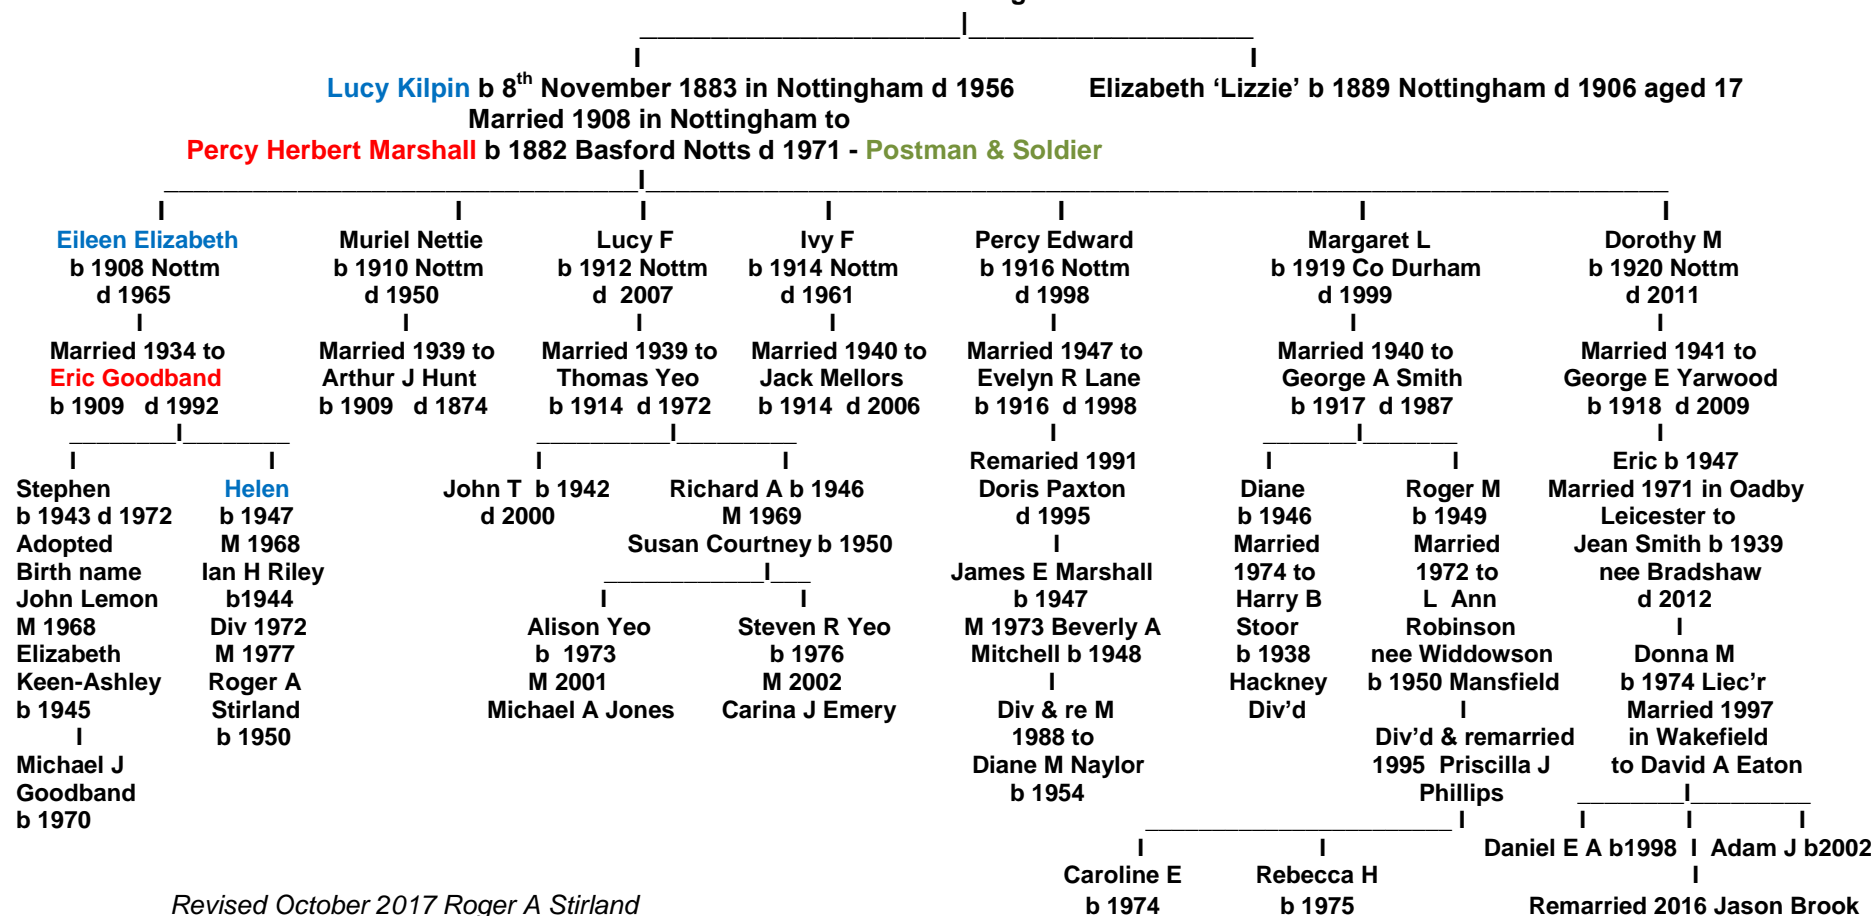 Lucy Kilpin b 8th November 1883 in Nottingham d 1956
Elizabeth ‘Lizzie’ b 1889 Nottingham d 1906 aged 17
Married 1908 in Nottingham to
Percy Herbert Marshall b 1882 Basford Notts d 1971 - Postman & Soldier
Eileen Elizabeth
b 1908 Nottm
d 1965
Married 1934 to
Eric Goodband
b 1909 d 1992
Stephen
b 1943 d 1972
Adopted
Birth name
John Lemon
M 1968
Elizabeth
Keen-Ashley
b 1945
Michael J
Goodband
b 1970
Helen
b 1947
M 1968
Ian H Riley
b1944
Div 1972
M 1977
Roger A
Stirland
b 1950
Muriel Nettie
b 1910 Nottm
d 1950
Married 1939 to
Arthur J Hunt
b 1909 d 1874
Lucy F
b 1912 Nottm
d 2007
Married 1939 to
Thomas Yeo
b 1914 d 1972
John T b 1942
d 2000
Richard A b 1946
M 1969
Susan Courtney b 1950
Alison Yeo
b 1973
M 2001
Michael A Jones
Steven R Yeo
b 1976
M 2002
Carina J Emery
Ivy F
b 1914 Nottm
d 1961
Married 1940 to
Jack Mellors
b 1914 d 2006
Percy Edward
b 1916 Nottm
d 1998
Married 1947 to
Evelyn R Lane
b 1916 d 1998
Remaried 1991
Doris Paxton
d 1995
James E Marshall
b 1947
M 1973 Beverly A
Mitchell b 1948
Div & re M
1988 to
Diane M Naylor
b 1954
Margaret L
b 1919 Co Durham
d 1999
Married 1940 to
George A Smith
b 1917 d 1987
Diane
b 1946
Married
1974 to
Harry B
Stoor
b 1938
Hackney
Div’d
Roger M
b 1949
Married
1972 to
L Ann
Robinson
nee Widdowson
b 1950 Mansfield
Div’d & remarried
1995 Priscilla J
Phillips
Caroline E
b 1974
Rebecca H
b 1975
Dorothy M
b 1920 Nottm
d 2011
Married 1941 to
George E Yarwood
b 1918 d 2009
Eric b 1947
Married 1971 in Oadby
Leicester to
Jean Smith b 1939
nee Bradshaw
d 2012
Donna M
b 1974 Liec’r
Married 1997
in Wakefield
to David A Eaton
Daniel E A b1998
Adam J b2002
Remarried 2016 Jason Brook
Revised October 2017 Roger A Stirland